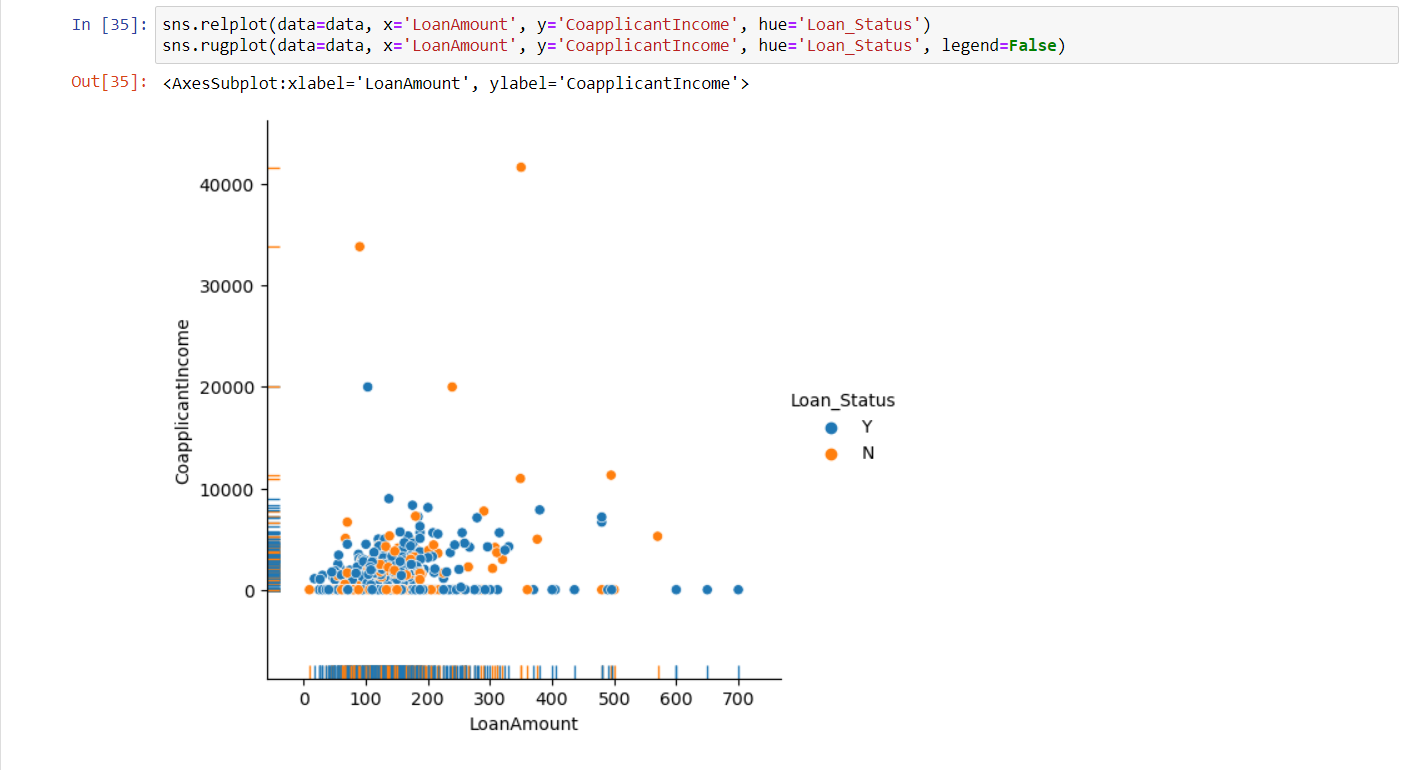 In [35]: sns.relplot(data=data, x='LoanAmount', y='CoapplicantIncome', hue='Loan_Status')
sns.rugplot(data=data, x='LoanAmount', y='CoapplicantIncome', hue='Loan_Status', legend=False)
Out[35]: <AxesSubplot:xlabel='LoanAmount', ylabel='CoapplicantIncome'>
40000
30000
20000
10000
0
CoapplicantIncome
Loan_Status
Y
N
0 100 200 300 400 500 600 700
LoanAmount